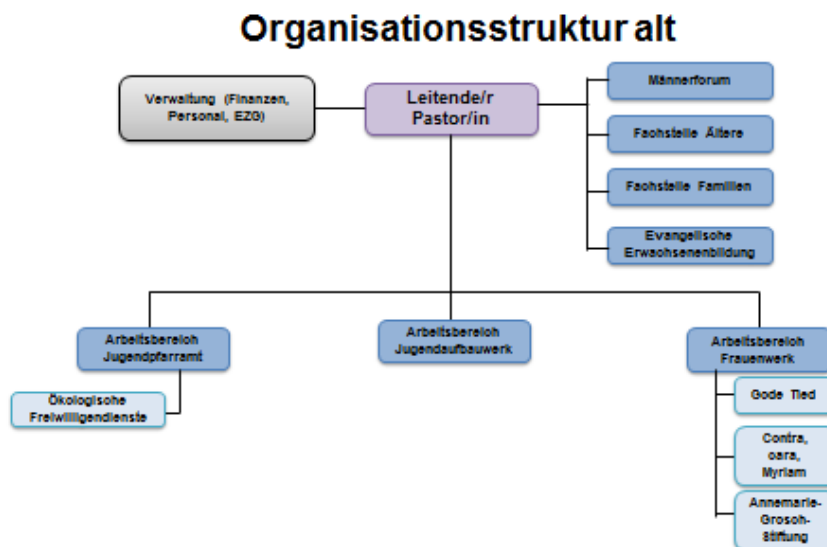 Organisationsstruktur alt
Verwaltung (Finanzen,
Personal, EZG)
Leitende/r
Pastor/in
Männerforum
Fachstelle Ältere
Fachstelle Familien
Evangelische
Erwachsenenbildung
Arbeitsbereich
Jugendpfarramt
Arbeitsbereich
Jugendaufbauwerk
Arbeitsbereich
Frauenwerk
Ökologische
Freiwilligendienste
Gode Tied
Contra,
cara,
Myriam
Annemarie-
Grosch-
Stiftung